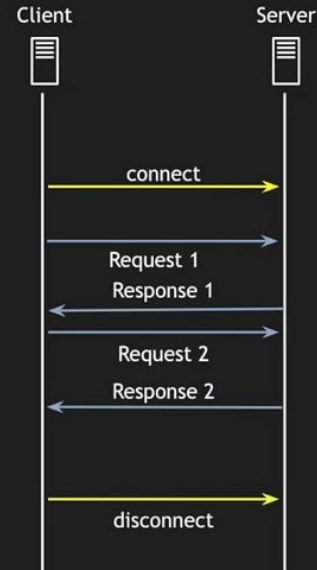 Client
Server
connect
Request 1
Response 1
Request 2
Response 2
disconnect